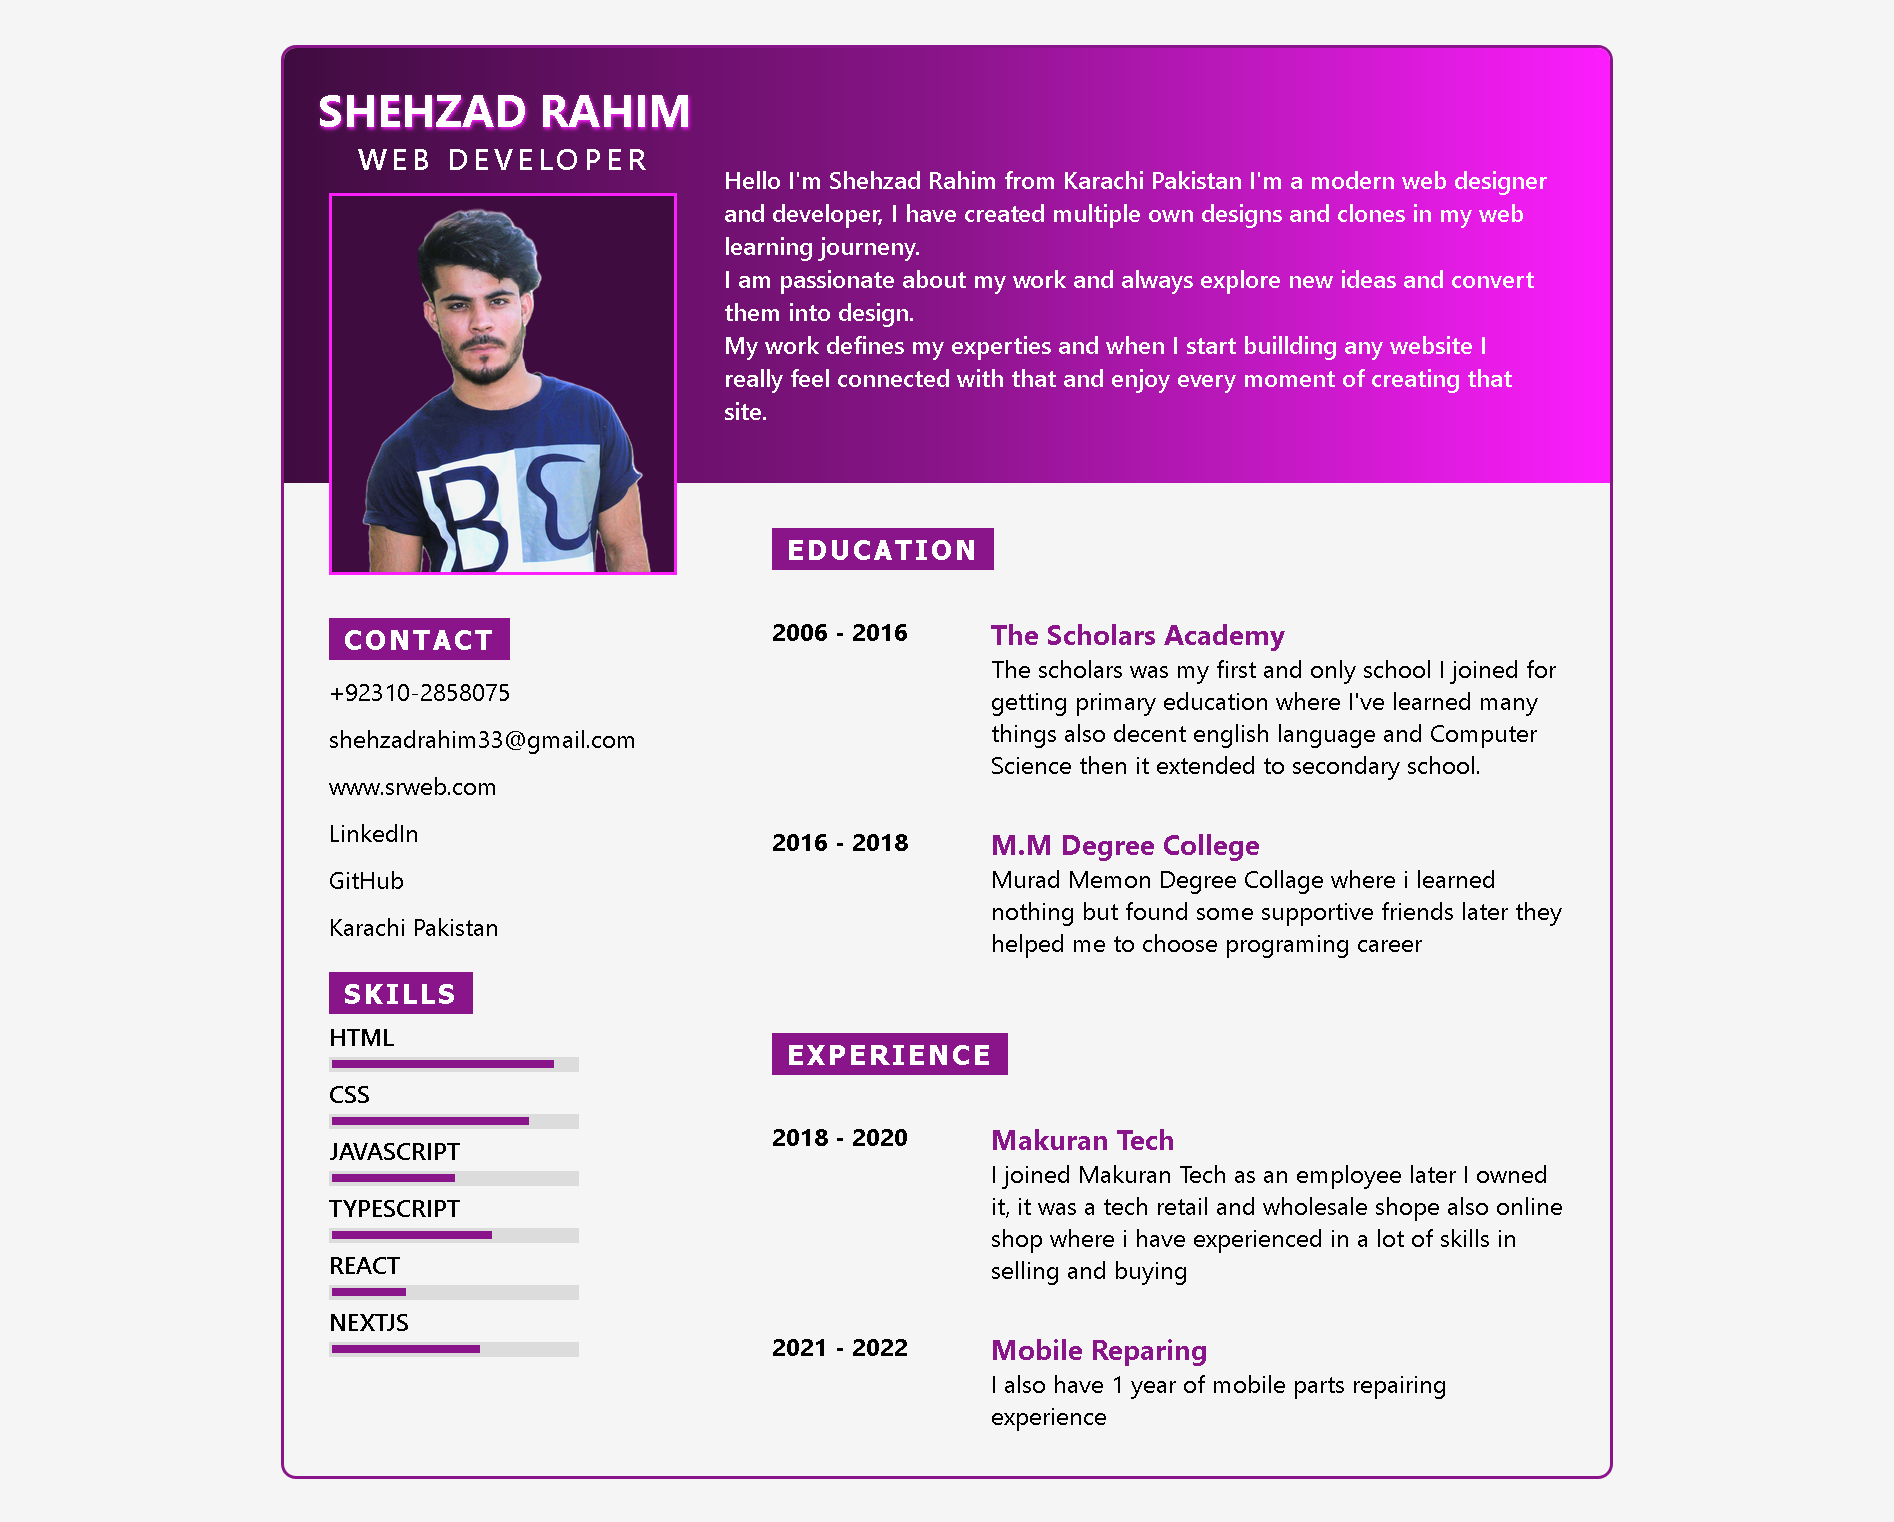 SHEHZAD RAHIM
WEB DEVELOPER
Hello I'm Shehzad Rahim from Karachi Pakistan I'm a modern web designer
and developer, I have created multiple own designs and clones in my web
learning journeny.
I am passionate about my work and always explore new ideas and convert
them into design.
My work defines my experties and when I start buillding any website I
really feel connected with that and enjoy every moment of creating that
site.
BC
CONTACT
+92310-2858075
shehzadrahim33@gmail.com
www.srweb.com
LinkedIn
GitHub
Karachi Pakistan
SKILLS
HTML
CSS
JAVASCRIPT
TYPESCRIPT
REACT
NEXTJS
EDUCATION
2006 - 2016
The Scholars Academy
The scholars was my first and only school I joined for
getting primary education where I've learned many
things also decent english language and Computer
Science then it extended to secondary school.
2016 - 2018
M.M Degree College
Murad Memon Degree Collage where i learned
nothing but found some supportive friends later they
helped me to choose programing career
EXPERIENCE
2018 - 2020
Makuran Tech
I joined Makuran Tech as an employee later I owned
it, it was a tech retail and wholesale shope also online
shop where i have experienced in a lot of skills in
selling and buying
2021 - 2022
Mobile Reparing
I also have 1 year of mobile parts repairing
experience